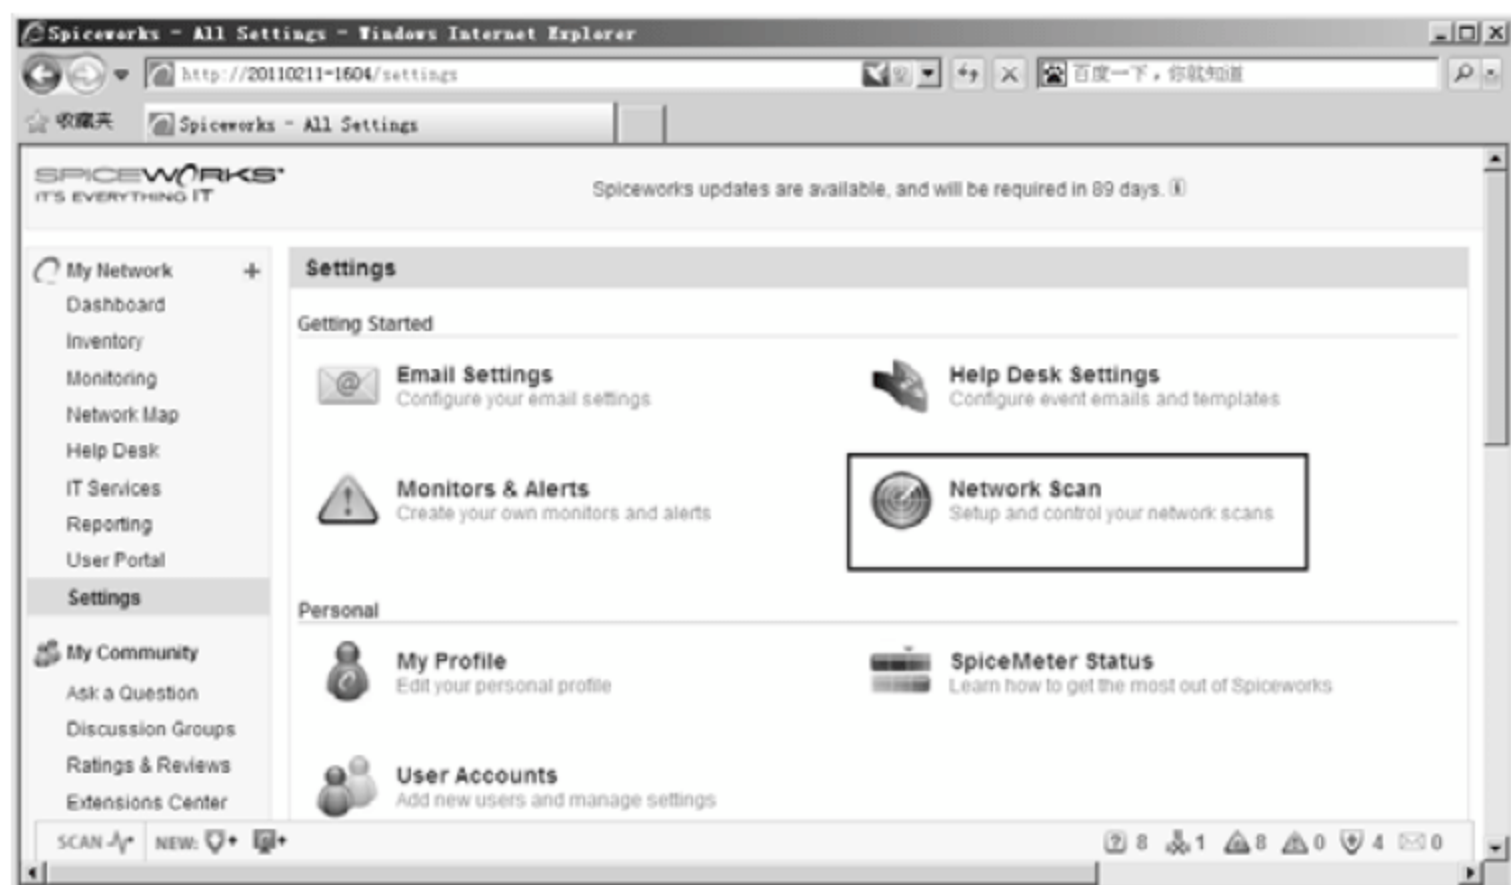 Spiceworks - All Settings - Windows Internet Explorer
http://20110211-1604/settings
百度一下，你就知道
收藏夹
Spiceworks - All Settings
SPICEWORKS
IT'S EVERYTHING IT
Spiceworks updates are available, and will be required in 89 days.
My Network
Dashboard
Inventory
Monitoring
Network Map
Help Desk
IT Services
Reporting
User Portal
Settings
My Community
Ask a Question
Discussion Groups
Ratings & Reviews
Extensions Center
Settings
Getting Started
Email Settings
Configure your email settings
Help Desk Settings
Configure event emails and templates
Monitors & Alerts
Create your own monitors and alerts
Network Scan
Setup and control your network scans
Personal
My Profile
Edit your personal profile
SpiceMeter Status
Learn how to get the most out of Spiceworks
User Accounts
Add new users and manage settings
SCAN NEW:
8 1 8 0 4 0